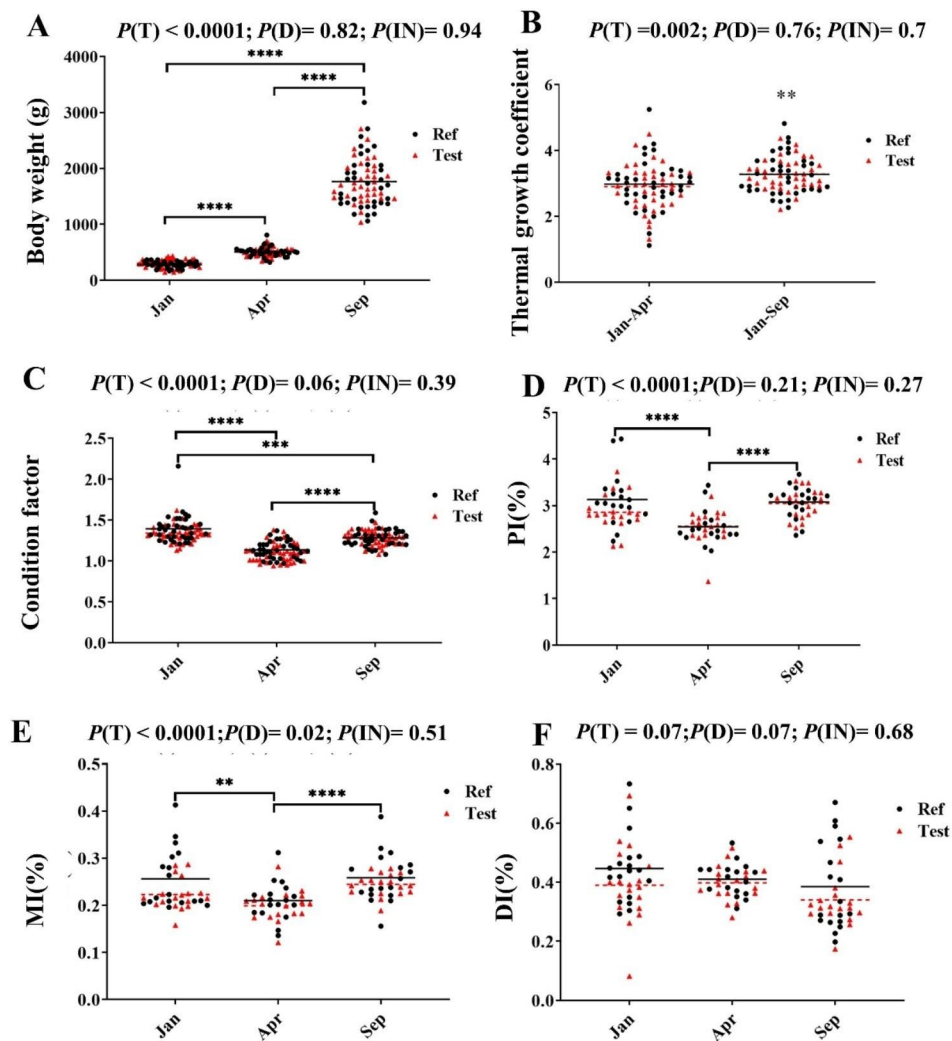 A
P(T) < 0.0001; P(D)= 0.82; P(IN)= 0.94
****
****
****
Body weight (g)
4000
3000
2000
1000
0
Jan
Apr
Sep
Ref
Test
B
P(T) =0.002; P(D)= 0.76; P(IN)= 0.7
**
Thermal growth coefficient
6
4
2
0
Jan-Apr
Jan-Sep
Ref
Test
C
P(T) < 0.0001; P(D)= 0.06; P(IN)= 0.39
****
***
****
Condition factor
2.5
2.0
1.5
1.0
0.5
0.0
Jan
Apr
Sep
Ref
Test
D
P(T) < 0.0001;P(D)= 0.21; P(IN)= 0.27
****
****
PI(%)
5
4
3
2
1
0
Jan
Apr
Sep
Ref
Test
E
P(T) < 0.0001;P(D)= 0.02; P(IN)= 0.51
**
****
MI(%)
0.5
0.4
0.3
0.2
0.1
0.0
Jan
Apr
Sep
Ref
Test
F
P(T) = 0.07;P(D)= 0.07; P(IN)= 0.68
DI(%)
0.8
0.6
0.4
0.2
0.0
Jan
Apr
Sep
Ref
Test